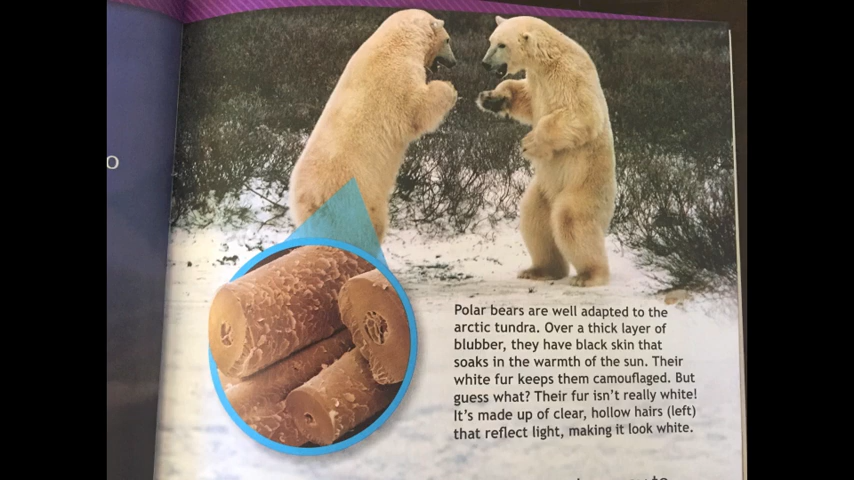 o
Polar bears are well adapted to the
arctic tundra. Over a thick layer of
blubber, they have black skin that
soaks in the warmth of the sun. Their
white fur keeps them camouflaged. But
guess what? Their fur isn't really white!
It's made up of clear, hollow hairs (left)
that reflect light, making it look white.